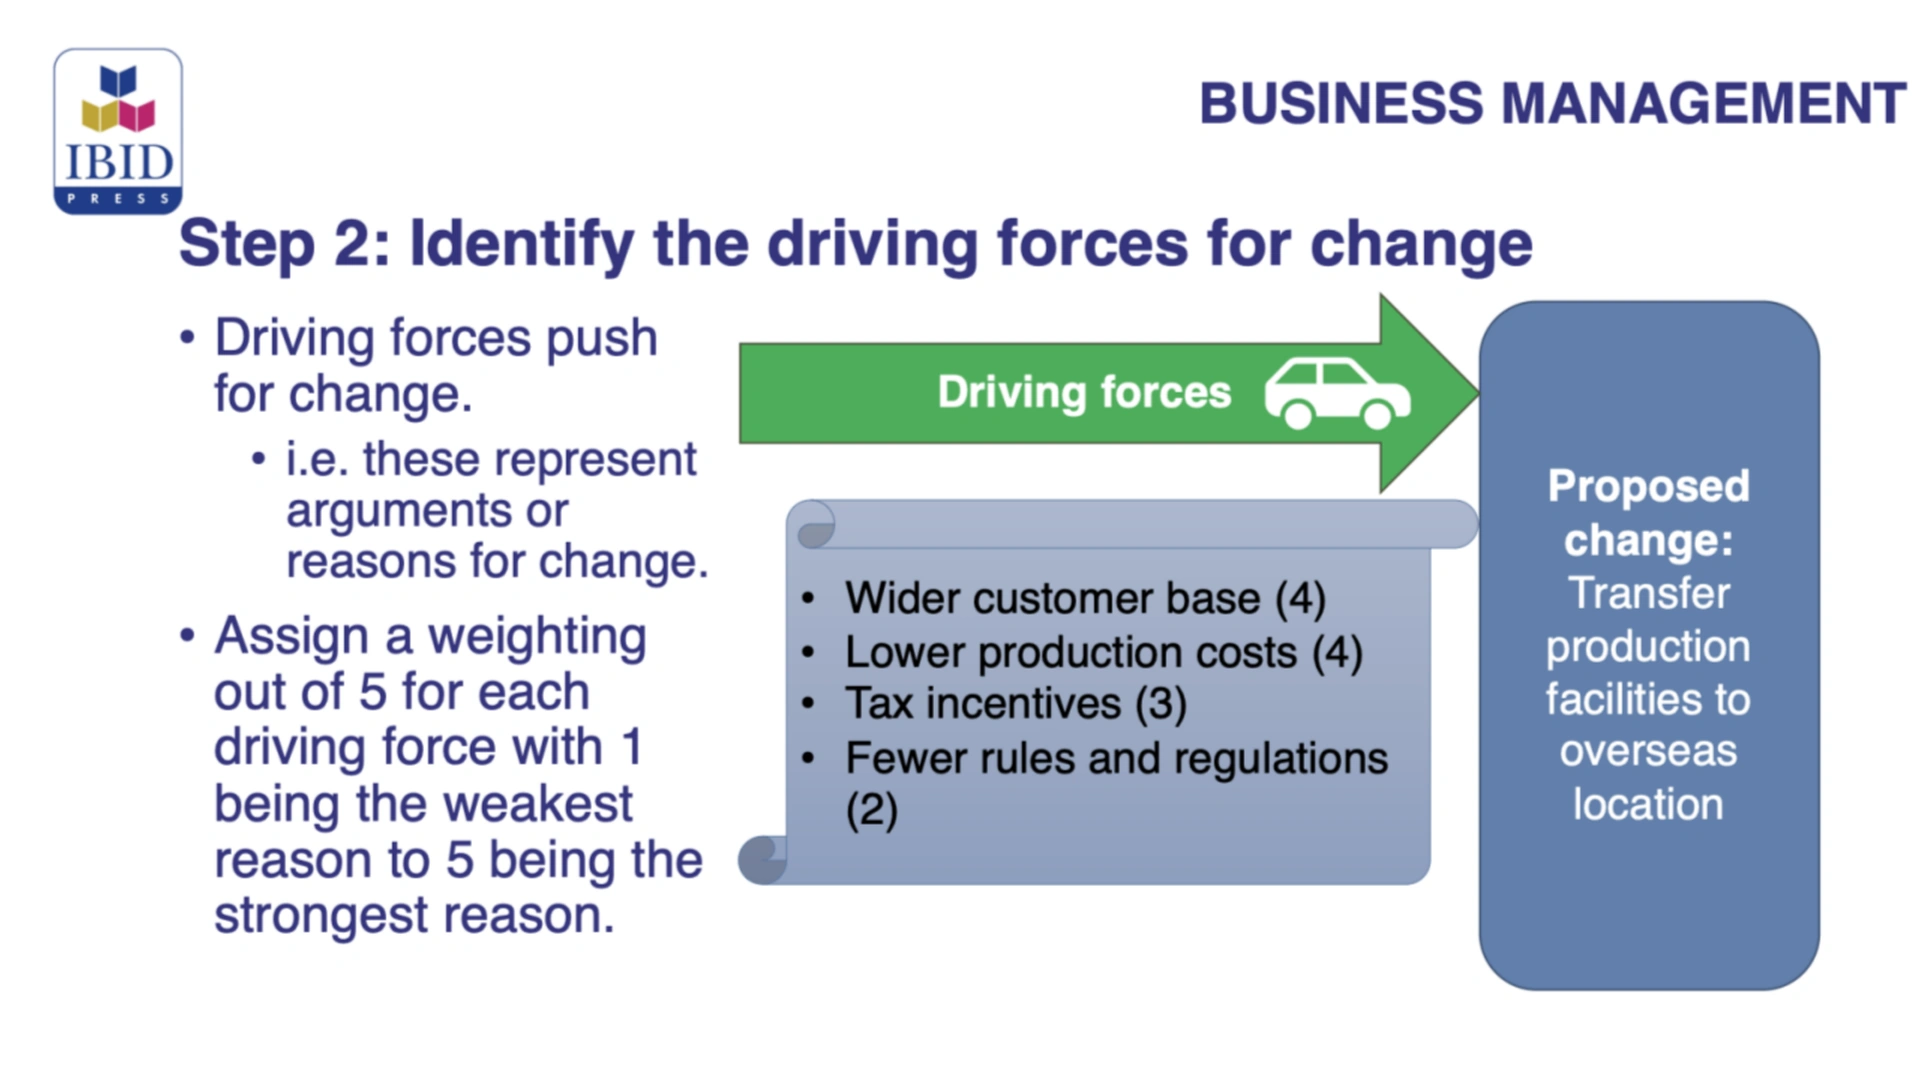 IBID
PRESS
BUSINESS MANAGEMENT
Step 2: Identify the driving forces for change
• Driving forces push
for change.
• i.e. these represent
arguments or
reasons for change.
• Assign a weighting
out of 5 for each
driving force with 1
being the weakest
reason to 5 being the
strongest reason.
Driving forces
• Wider customer base (4)
• Lower production costs (4)
• Tax incentives (3)
• Fewer rules and regulations
(2)
Proposed
change:
Transfer
production
facilities to
overseas
location